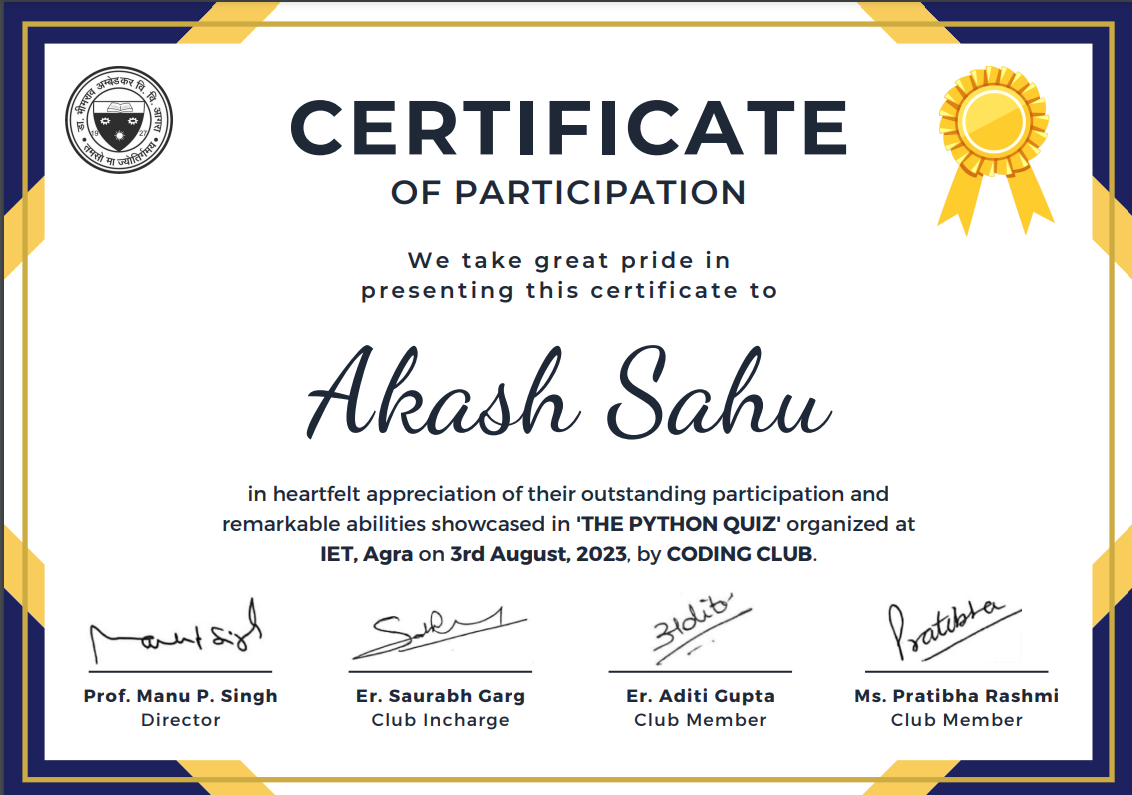 डा. भीमराव अम्बेडकर वि. वि. आगरा
19 27
तमसो मा ज्योतिर्गमय
CERTIFICATE
OF PARTICIPATION
We take great pride in
presenting this certificate to
Akash Sahu
in heartfelt appreciation of their outstanding participation and
remarkable abilities showcased in 'THE PYTHON QUIZ' organized at
IET, Agra on 3rd August, 2023, by CODING CLUB.
Manu Singh
Aditi
Pratibha
Prof. Manu P. Singh
Director
Er. Saurabh Garg
Club Incharge
Er. Aditi Gupta
Club Member
Ms. Pratibha Rashmi
Club Member